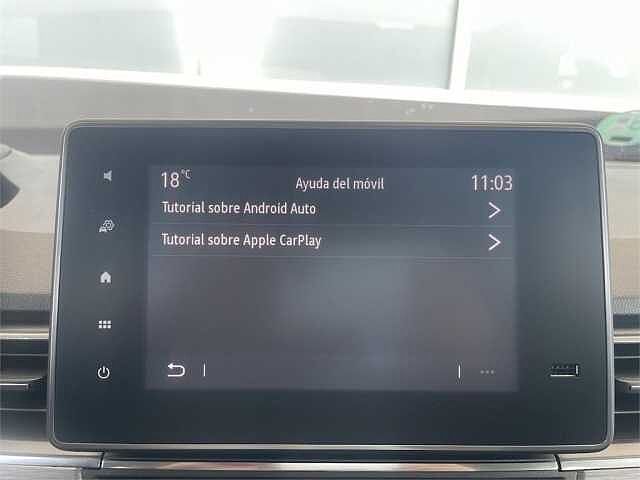 18°C Ayuda del móvil 11:03
Tutorial sobre Android Auto
Tutorial sobre Apple CarPlay